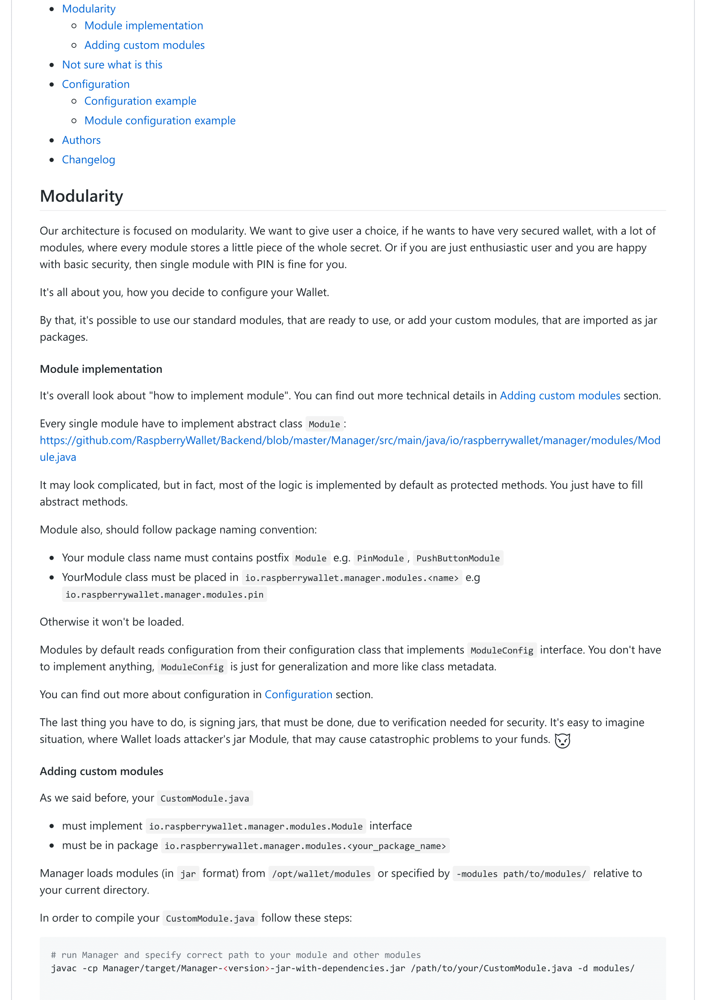 Modularity
Module implementation
Adding custom modules
Not sure what is this
Configuration
Configuration example
Module configuration example
Authors
Changelog
Modularity
Our architecture is focused on modularity. We want to give user a choice, if he wants to have very secured wallet, with a lot of
modules, where every module stores a little piece of the whole secret. Or if you are just enthusiastic user and you are happy
with basic security, then single module with PIN is fine for you.
It's all about you, how you decide to configure your Wallet.
By that, it's possible to use our standard modules, that are ready to use, or add your custom modules, that are imported as jar
packages.
Module implementation
It's overall look about "how to implement module". You can find out more technical details in Adding custom modules section.
Every single module have to implement abstract class Module:
https://github.com/RaspberryWallet/Backend/blob/master/Manager/src/main/java/io/raspberrywallet/manager/modules/Mod
ule.java
It may look complicated, but in fact, most of the logic is implemented by default as protected methods. You just have to fill
abstract methods.
Module also, should follow package naming convention:
Your module class name must contains postfix Module e.g. PinModule, PushButtonModule
YourModule class must be placed in io.raspberrywallet.manager.modules.<name> e.g
io.raspberrywallet.manager.modules.pin
Otherwise it won't be loaded.
Modules by default reads configuration from their configuration class that implements ModuleConfig interface. You don't have
to implement anything, ModuleConfig is just for generalization and more like class metadata.
You can find out more about configuration in Configuration section.
The last thing you have to do, is signing jars, that must be done, due to verification needed for security. It's easy to imagine
situation, where Wallet loads attacker's jar Module, that may cause catastrophic problems to your funds.
Adding custom modules
As we said before, your CustomModule.java
must implement io.raspberrywallet.manager.modules.Module interface
must be in package io.raspberrywallet.manager.modules.<your_package_name>
Manager loads modules (in jar format) from /opt/wallet/modules or specified by -modules path/to/modules/ relative to
your current directory.
In order to compile your CustomModule.java follow these steps:
# run Manager and specify correct path to your module and other modules
javac -cp Manager/target/Manager-<version>-jar-with-dependencies.jar /path/to/your/CustomModule.java -d modules/